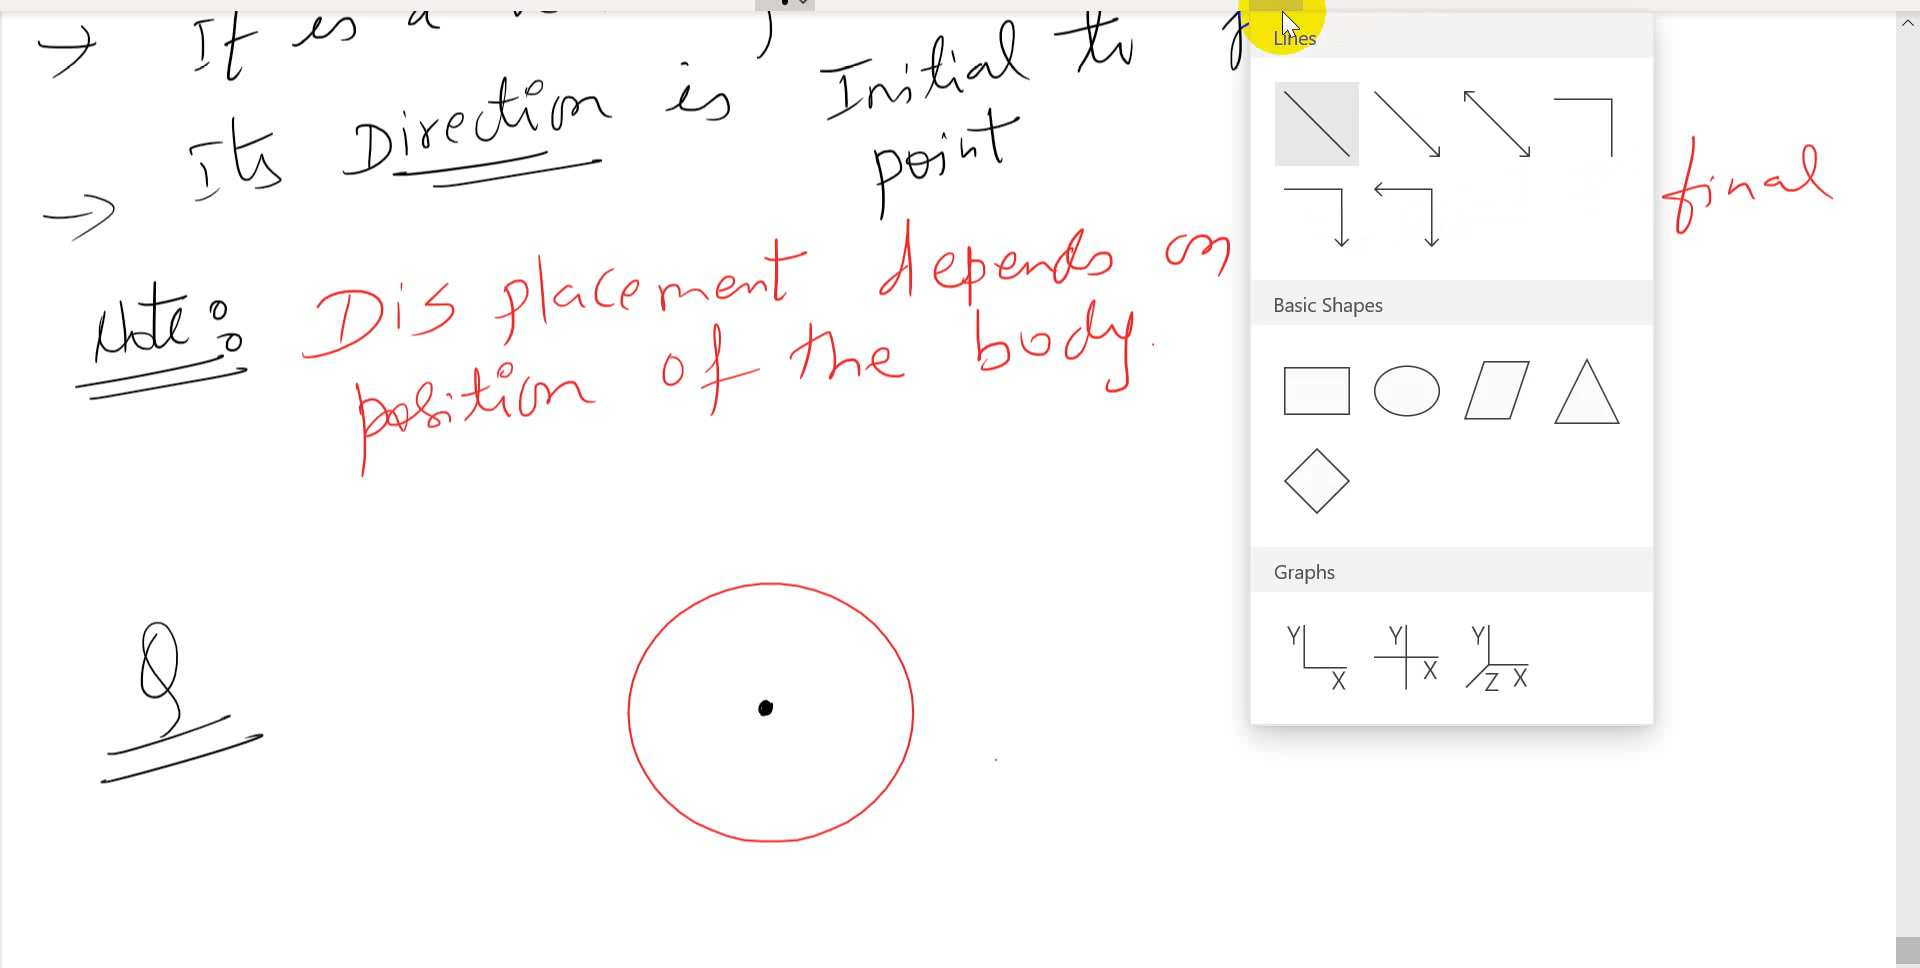 → It is a
→ Its Direction is Initial to
point
Note: Displacement depends on final
position of the body.
Q
Lines
Basic Shapes
Graphs
Y X
Y X
Y Z X